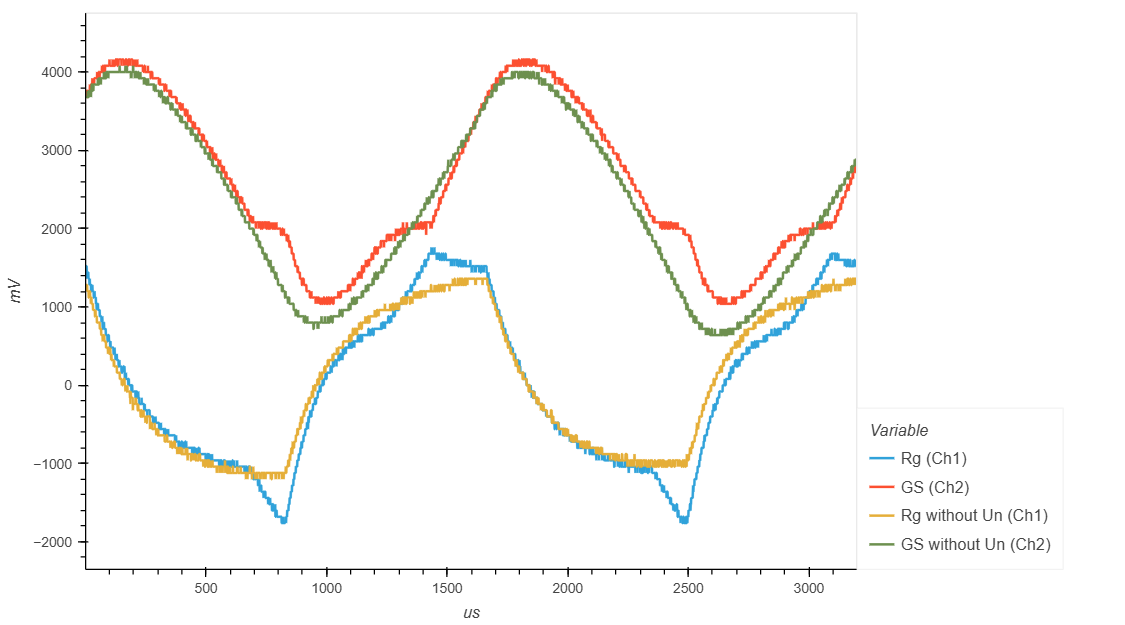 4000
3000
2000
1000
0
−1000
−2000
mV
500
1000
1500
2000
2500
3000
us
Variable
Rg (Ch1)
GS (Ch2)
Rg without Un (Ch1)
GS without Un (Ch2)